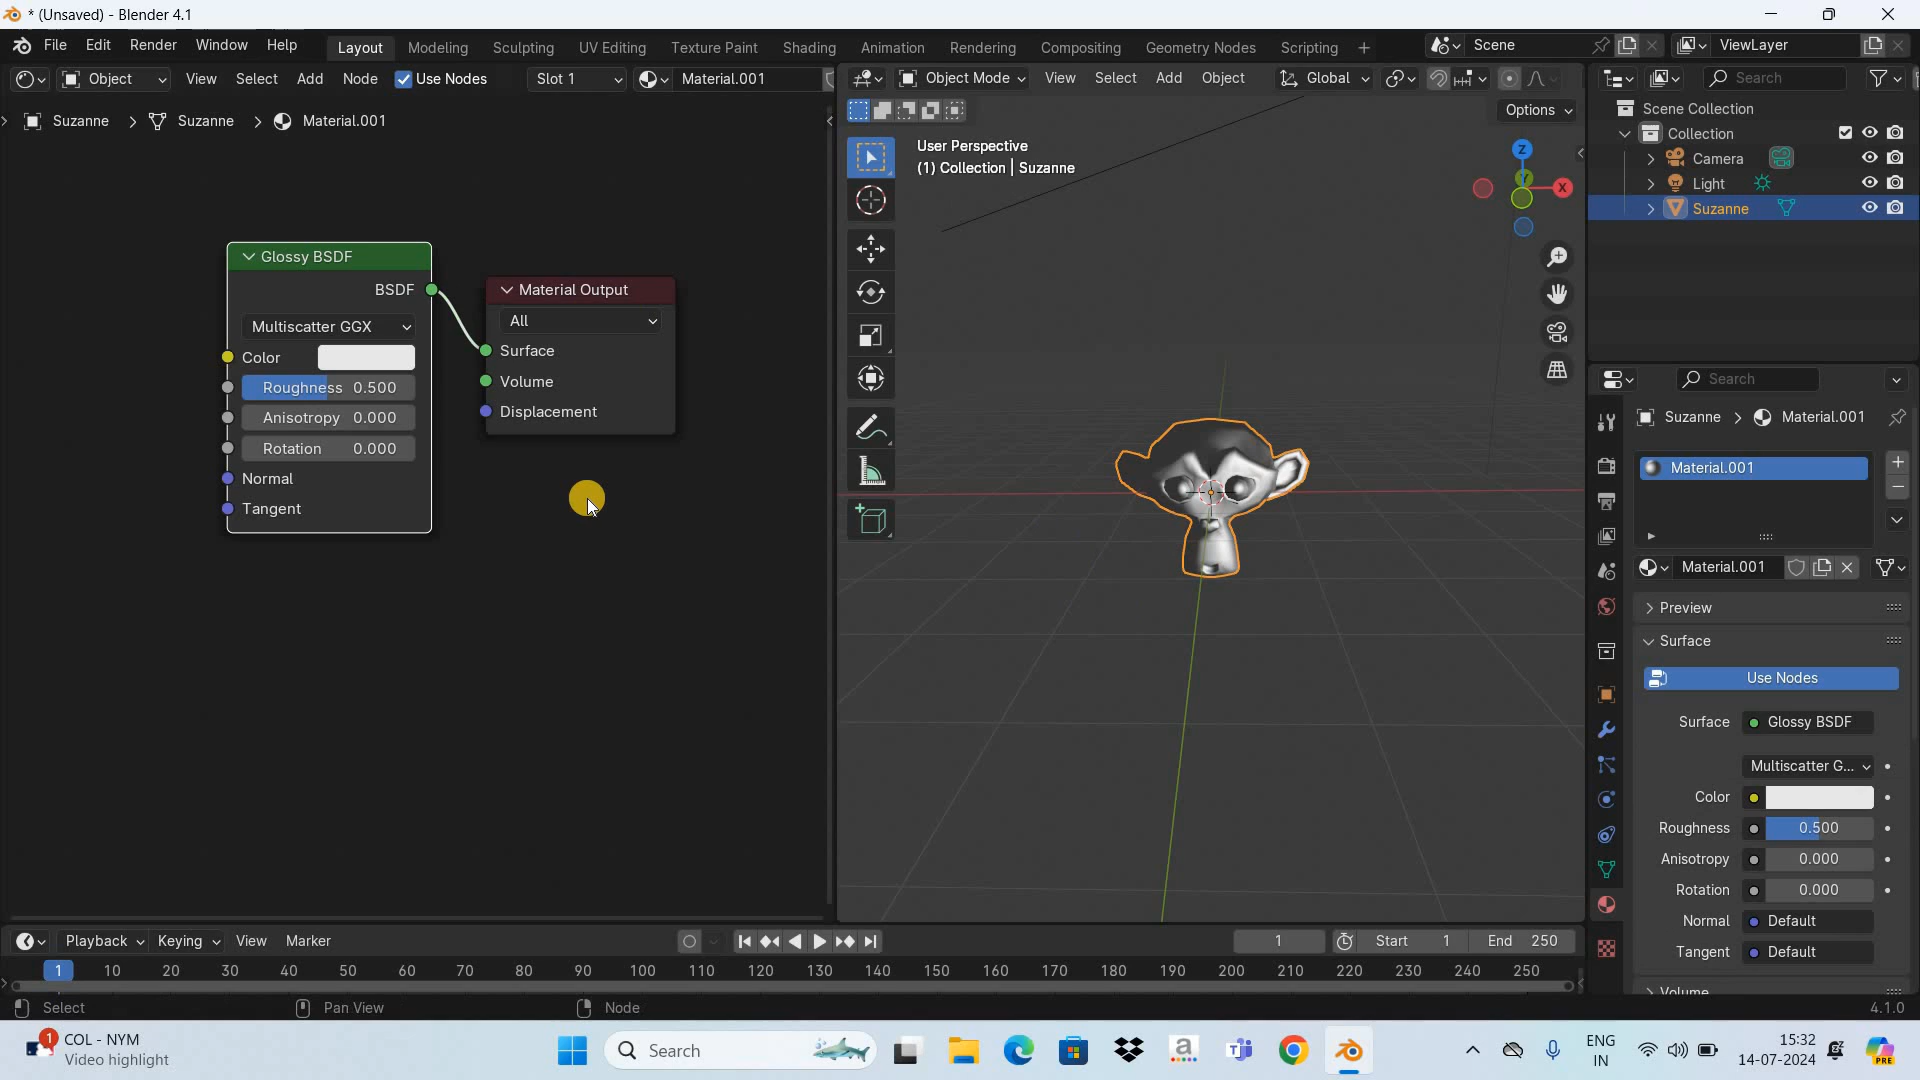 * (Unsaved) - Blender 4.1
File Edit Render Window Help Layout Modeling Sculpting UV Editing Texture Paint Shading Animation Rendering Compositing Geometry Nodes Scripting + Scene ViewLayer
Object View Select Add Node Use Nodes Slot 1 Material.001
Object Mode View Select Add Object Global
Search
Options
Suzanne > Suzanne > Material.001
User Perspective
(1) Collection | Suzanne
Z
Y
X
Scene Collection
Collection
Camera
Light
Suzanne
Glossy BSDF
BSDF
Multiscatter GGX
Color
Roughness 0.500
Anisotropy 0.000
Rotation 0.000
Normal
Tangent
Material Output
All
Surface
Volume
Displacement
Search
Suzanne > Material.001
Material.001
Material.001
Preview
Surface
Use Nodes
Surface Glossy BSDF
Multiscatter G...
Color
Roughness 0.500
Anisotropy 0.000
Rotation 0.000
Normal Default
Tangent Default
Volume
Playback Keying View Marker 1 Start 1 End 250
1 10 20 30 40 50 60 70 80 90 100 110 120 130 140 150 160 170 180 190 200 210 220 230 240 250
Select Pan View Node 4.1.0
1
COL - NYM
Video highlight
Search
a
ENG
IN
15:32
14-07-2024
PRE